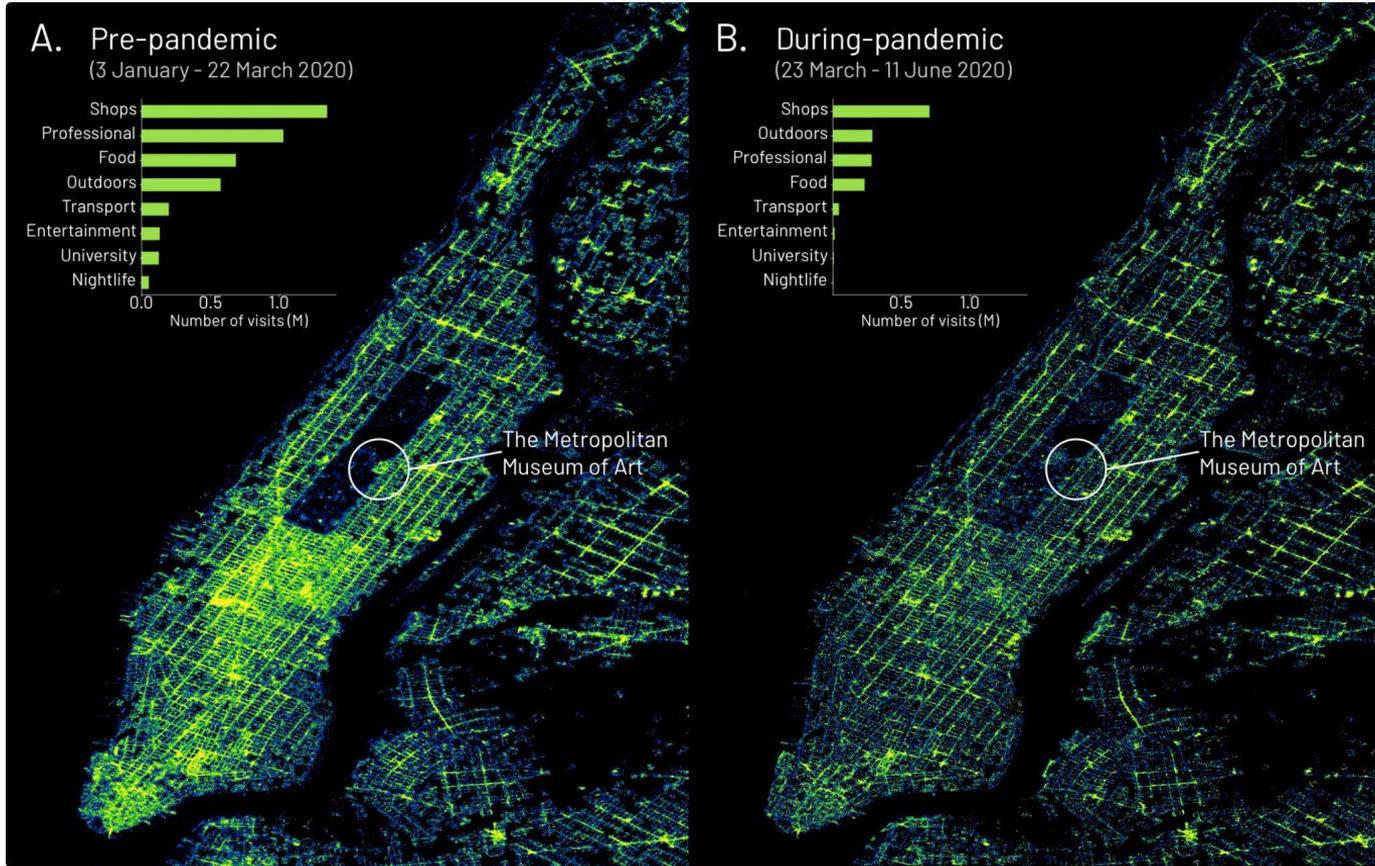 A. Pre-pandemic
(3 January - 22 March 2020)
Shops
Professional
Food
Outdoors
Transport
Entertainment
University
Nightlife
0.0 0.5 1.0
Number of visits (M)
The Metropolitan
Museum of Art
B. During-pandemic
(23 March - 11 June 2020)
Shops
Outdoors
Professional
Food
Transport
Entertainment
University
Nightlife
0.5 1.0
Number of visits (M)
The Metropolitan
Museum of Art